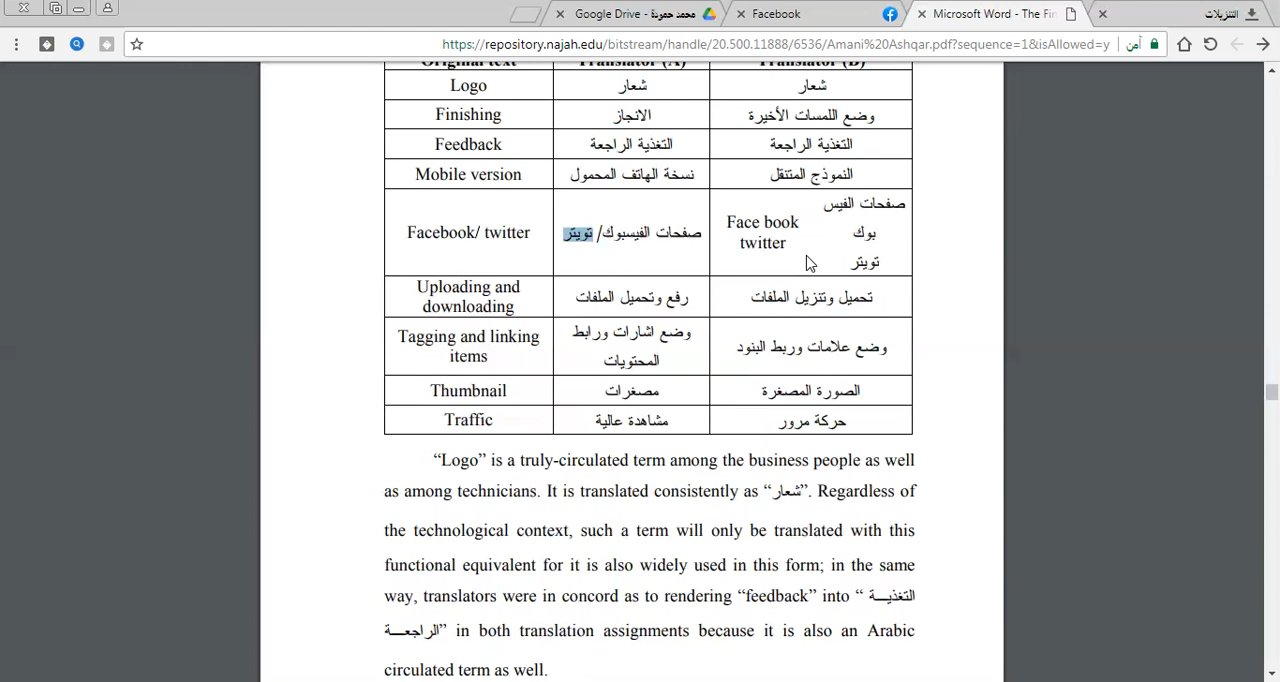 Google Drive - محمد حمودة
Facebook
Microsoft Word - The Fir
التنزيلات
https://repository.najah.edu/bitstream/handle/20.500.11888/6536/Amani%20Ashqar.pdf?sequence=1&isAllowed=y
آمن
Original text Translator (A) Translator (B)
Logo شعار شعار
Finishing الانجاز وضع اللمسات الأخيرة
Feedback التغذية الراجعة التغذية الراجعة
Mobile version نسخة الهاتف المحمول النموذج المتنقل
Facebook/ twitter صفحات الفيسبوك/ تويتر
Face book
twitter
صفحات الفيس
بوك
تويتر
Uploading and
downloading
رفع وتحميل الملفات
تحميل وتنزيل الملفات
Tagging and linking
items
وضع اشارات ورابط
المحتويات
وضع علامات وربط البنود
Thumbnail مصغرات الصورة المصغرة
Traffic مشاهدة عالية حركة مرور
“Logo” is a truly-circulated term among the business people as well
as among technicians. It is translated consistently as “شعار”. Regardless of
the technological context, such a term will only be translated with this
functional equivalent for it is also widely used in this form; in the same
way, translators were in concord as to rendering “feedback” into “ التغذيـــة
الراجعـــة” in both translation assignments because it is also an Arabic
circulated term as well.